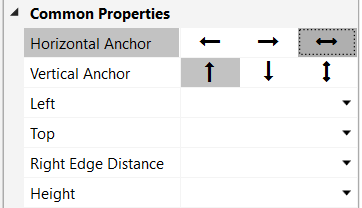 Common Properties
Horizontal Anchor
Vertical Anchor
Left
Top
Right Edge Distance
Height